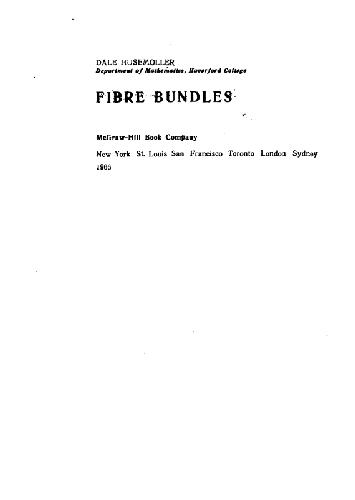 DALE HUSEMOLLER
Department of Mathematics, Haverford College
FIBRE BUNDLES
McGraw-Hill Book Company
New York St. Louis San Francisco Toronto London Sydney
1966